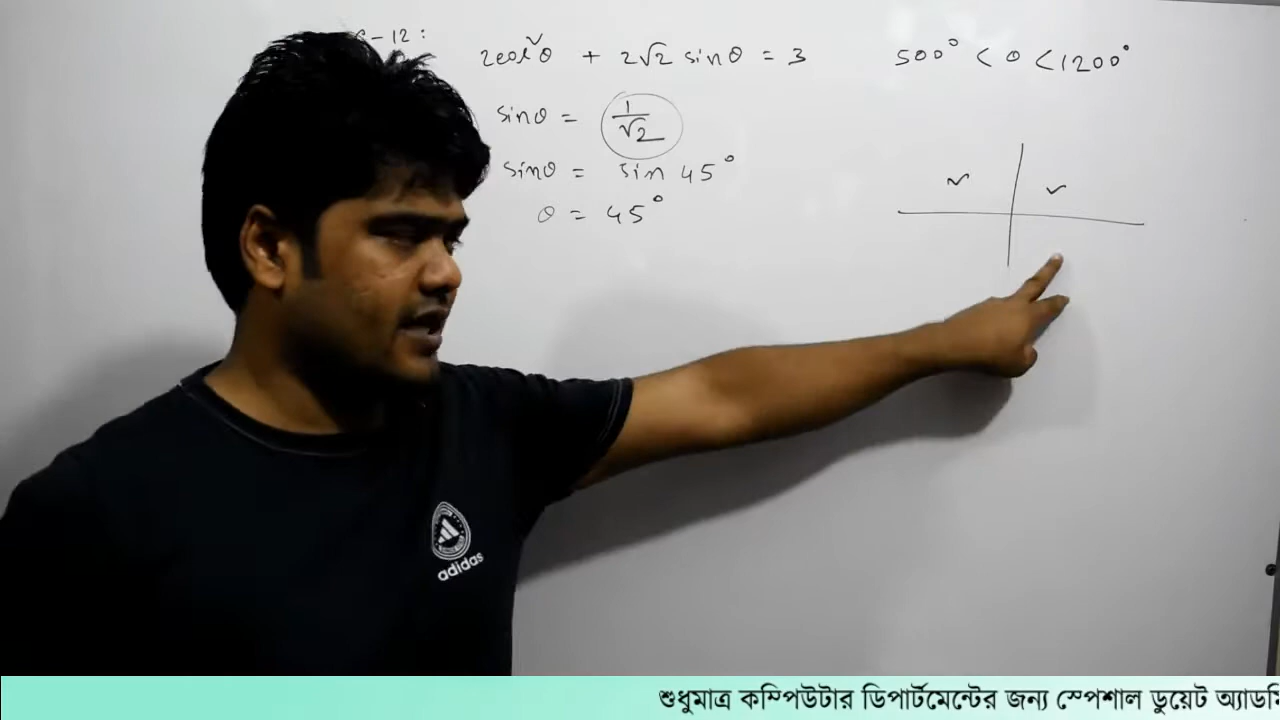 -12:
2cos²θ + 2√2 sinθ = 3
500° < θ < 1200°
sinθ = 1/√2
sinθ = sin 45°
θ = 45°
adidas
শুধুমাত্র কম্পিউটার ডিপার্টমেন্টের জন্য স্পেশাল ডুয়েট